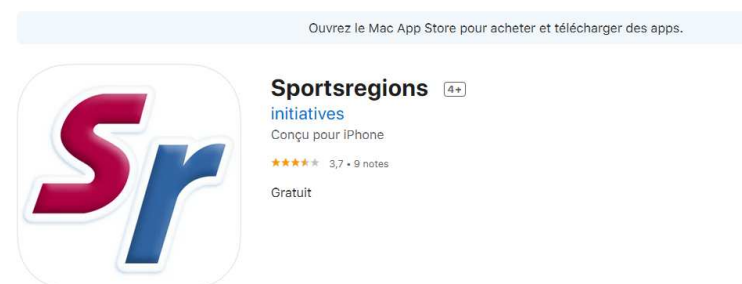 Ouvrez le Mac App Store pour acheter et télécharger des apps.
Sportsregions 4+
initiatives
Conçu pour iPhone
3,7 • 9 notes
Gratuit
Sr